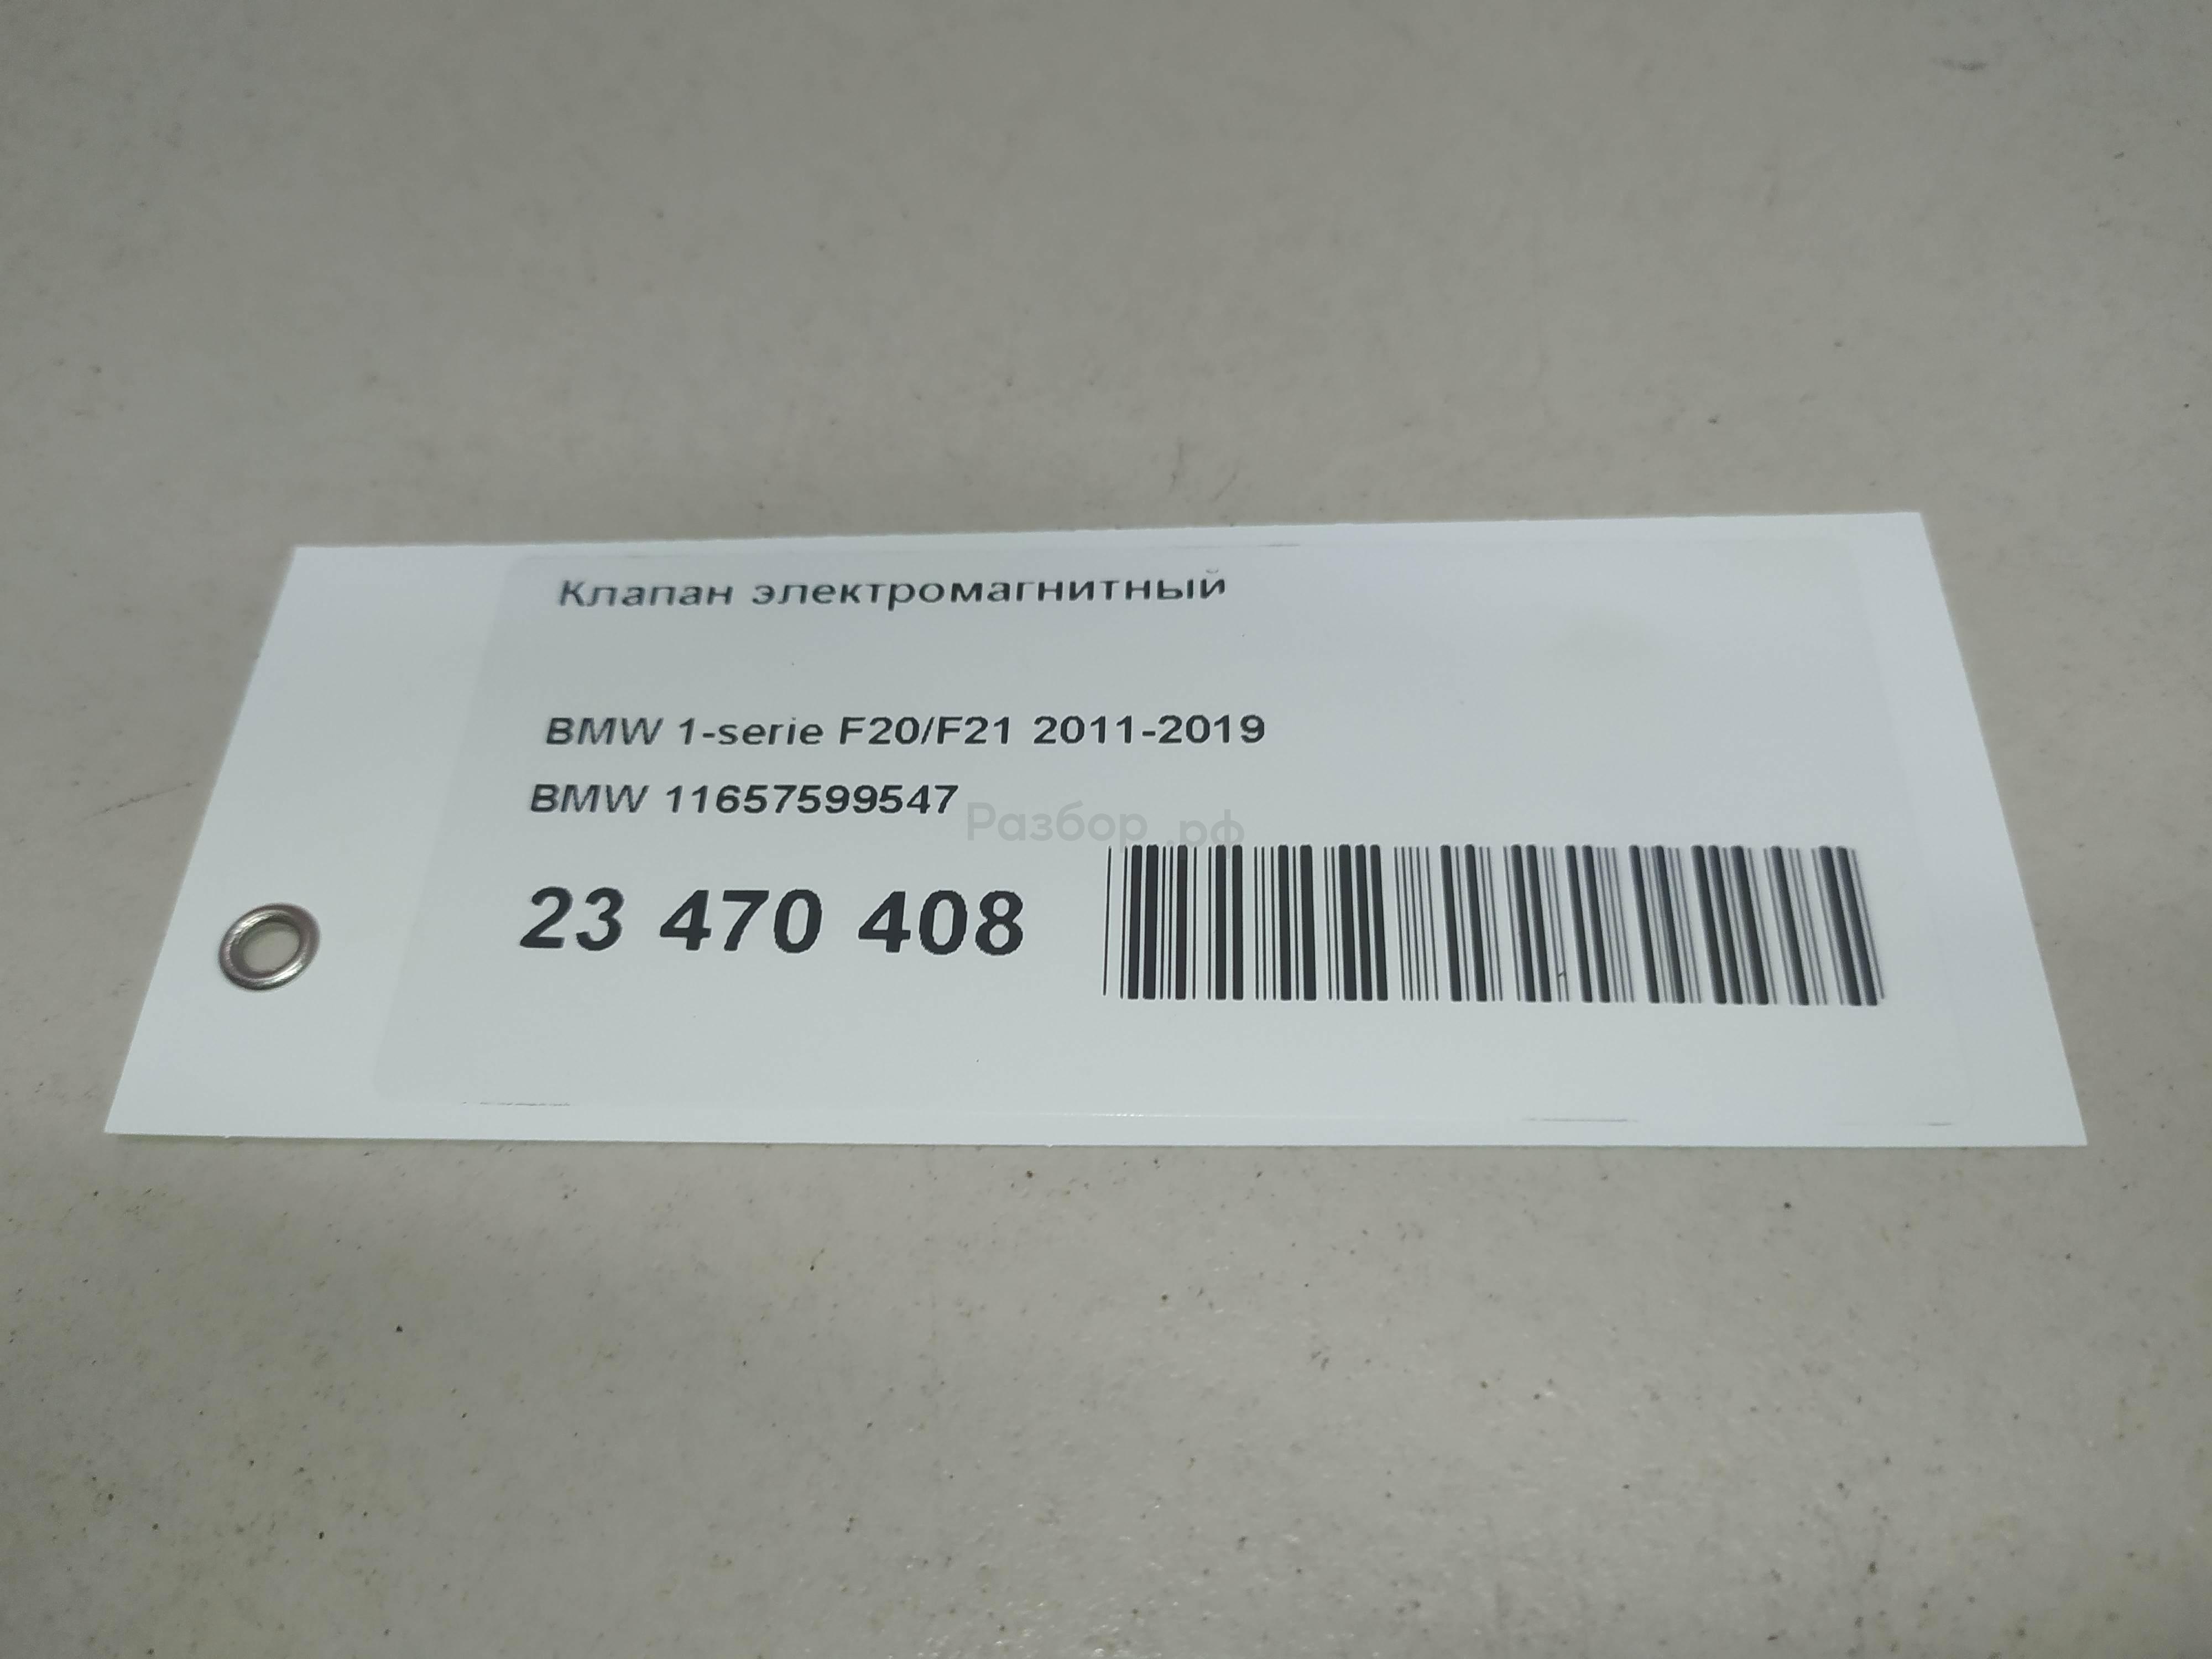 Клапан электромагнитный
BMW 1-serie F20/F21 2011-2019
BMW 11657599547
Разбор.рф
23 470 408